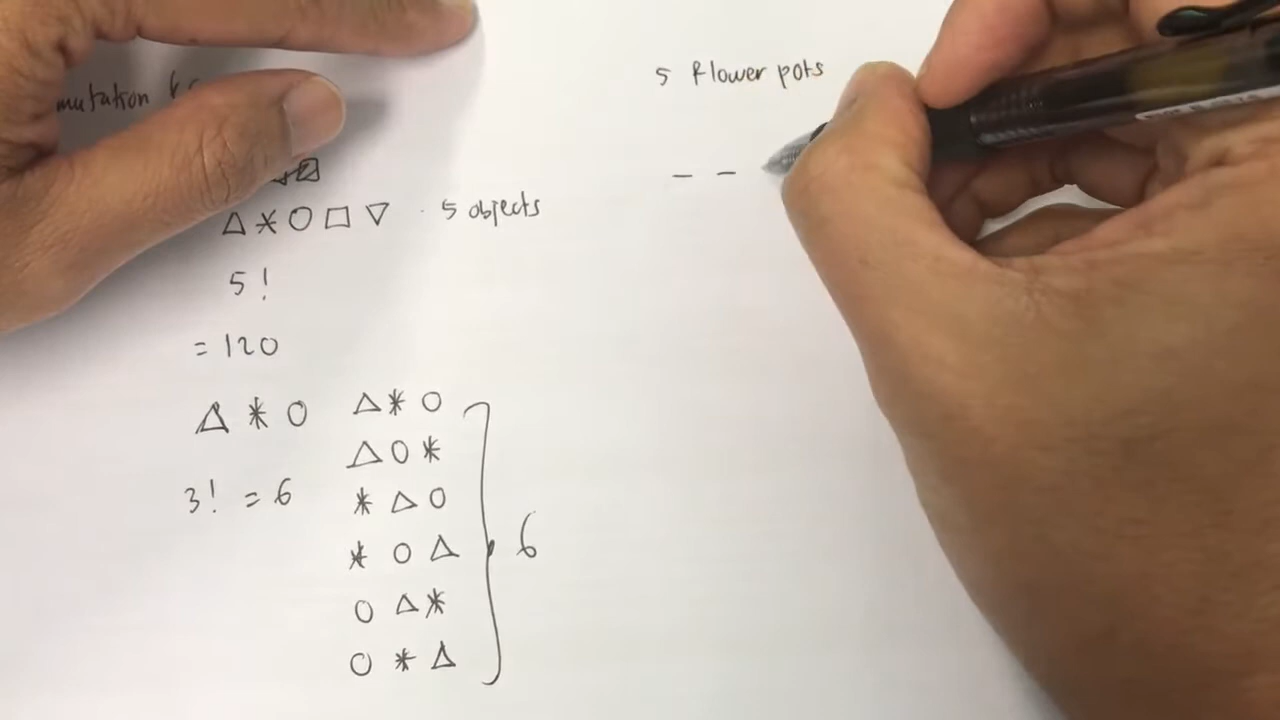 mutation
△ * ○ □ ▽ . 5 objects
5 !
= 120
△ * ○ △ * ○
△ ○ *
3! = 6 * △ ○
* ○ △ 6
○ △ *
○ * △
5 flower pots
_ _